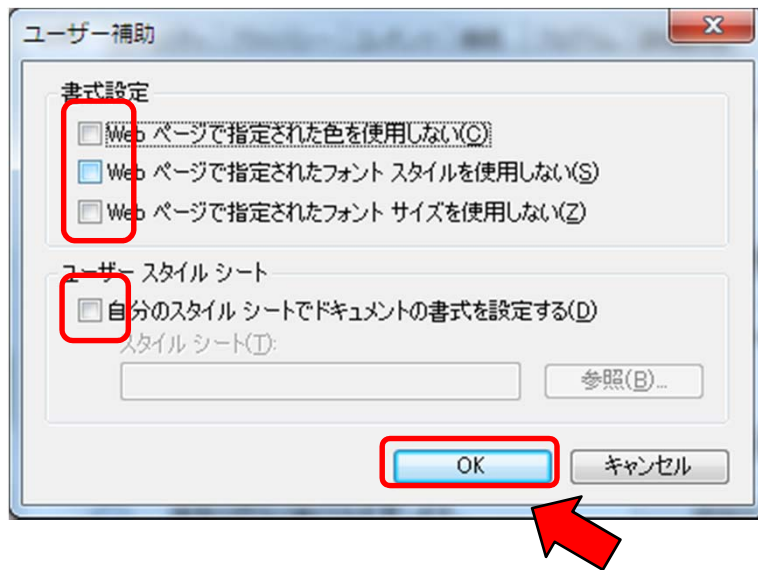 ユーザー補助
書式設定
Web ページで指定された色を使用しない(C)
Web ページで指定されたフォント スタイルを使用しない(S)
Web ページで指定されたフォント サイズを使用しない(Z)
ユーザー スタイル シート
自分のスタイル シートでドキュメントの書式を設定する(D)
スタイル シート(T):
参照(B)...
OK
キャンセル